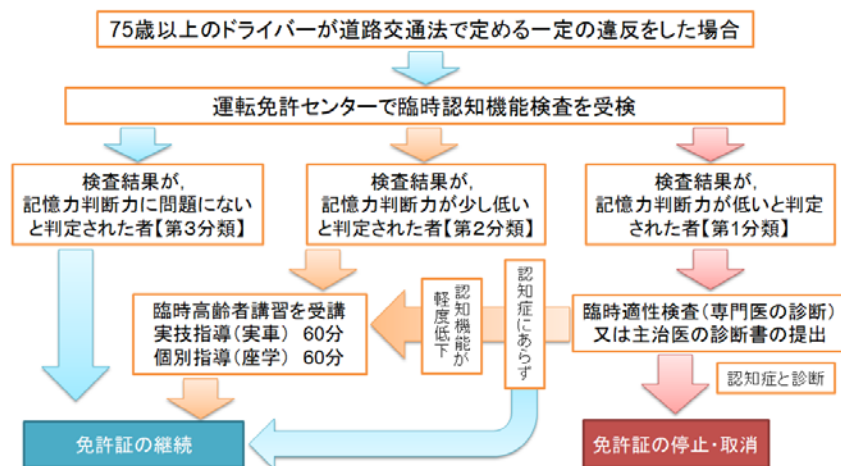 75歳以上のドライバーが道路交通法で定める一定の違反をした場合
運転免許センターで臨時認知機能検査を受検
検査結果が,
記憶力判断力に問題にない
と判定された者【第3分類】
検査結果が,
記憶力判断力が少し低い
と判定された者【第2分類】
検査結果が,
記憶力判断力が低いと判定
された者【第1分類】
臨時高齢者講習を受講
実技指導(実車) 60分
個別指導(座学) 60分
認知機能が
軽度低下
認知症にあらず
臨時適性検査(専門医の診断)
又は主治医の診断書の提出
認知症と診断
免許証の継続
免許証の停止・取消